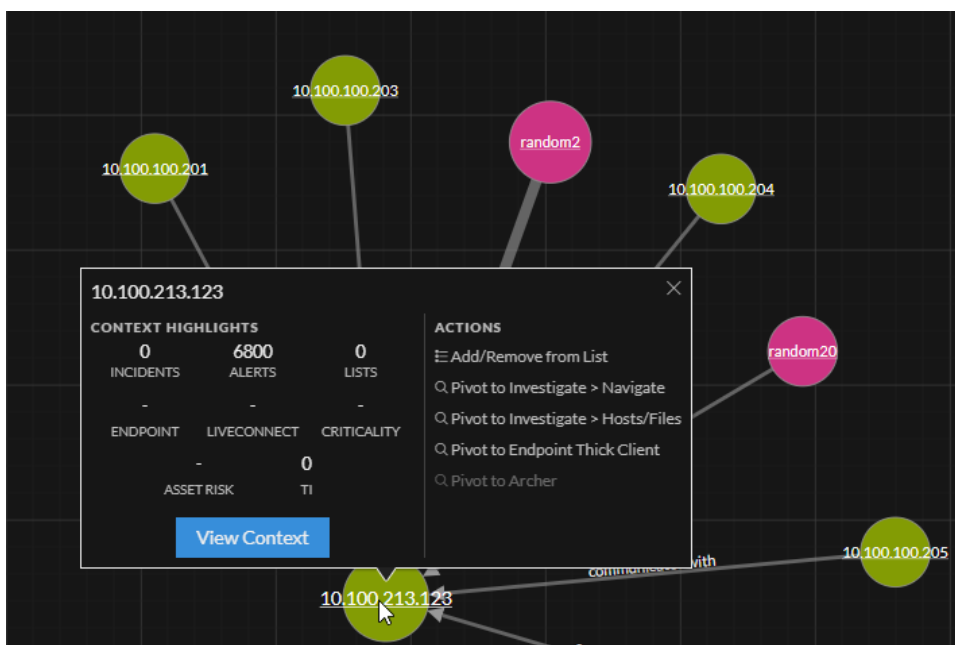 10.100.100.203
random2
10.100.100.201
10.100.100.204
10.100.213.123
CONTEXT HIGHLIGHTS
0 6800 0
INCIDENTS ALERTS LISTS
- - -
ENDPOINT LIVECONNECT CRITICALITY
- 0
ASSET RISK TI
View Context
ACTIONS
Add/Remove from List
Pivot to Investigate > Navigate
Pivot to Investigate > Hosts/Files
Pivot to Endpoint Thick Client
Pivot to Archer
random20
10.100.100.205
with
10.100.213.123